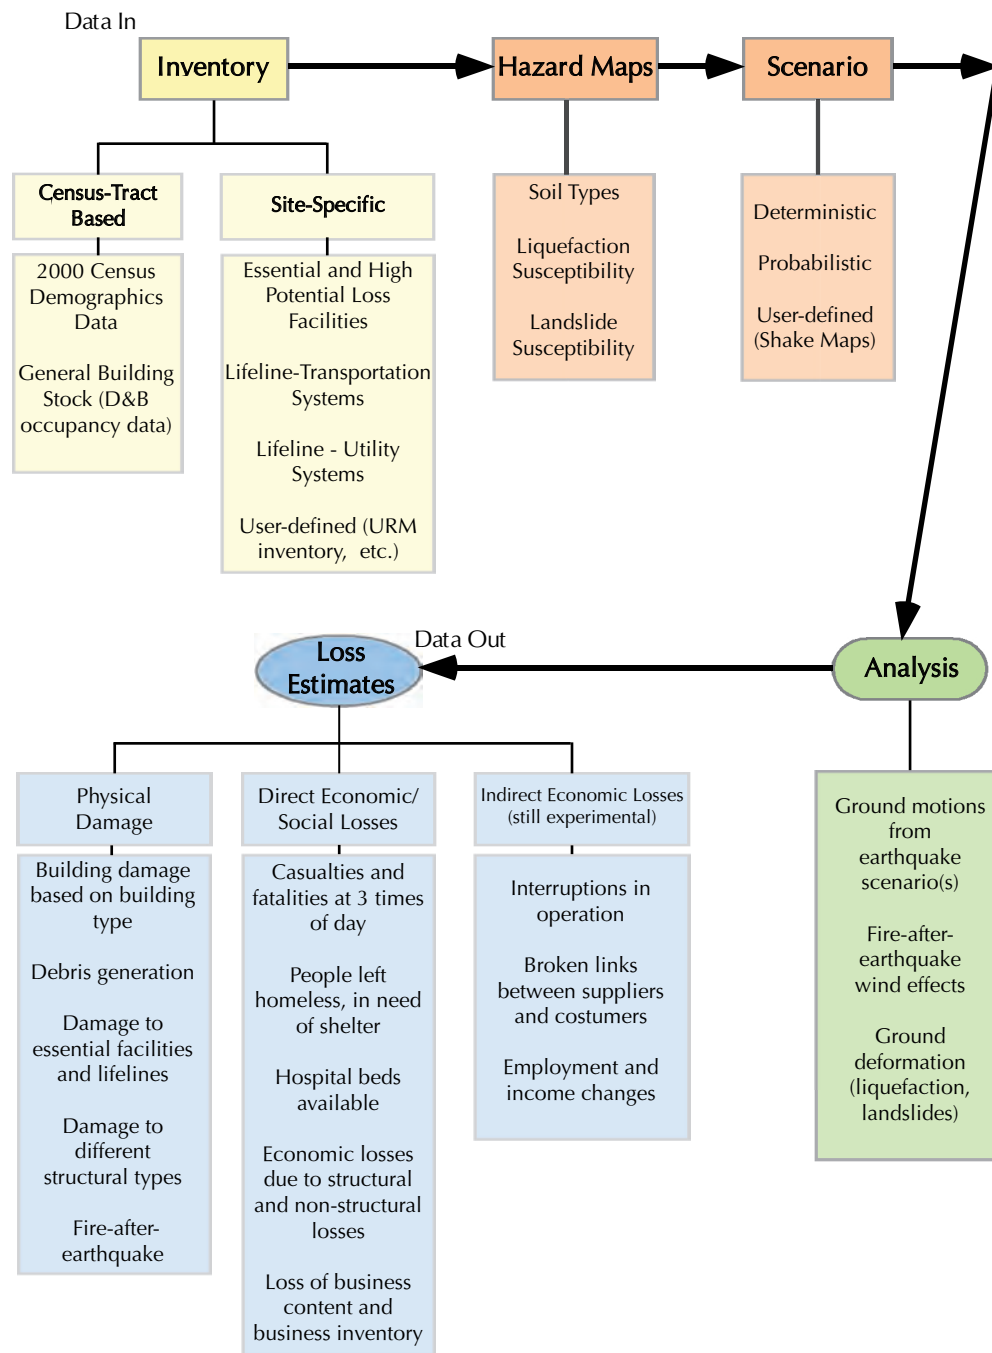 Data In
Inventory
Hazard Maps
Scenario
Census-Tract
Based
2000 Census
Demographics
Data
General Building
Stock (D&B
occupancy data)
Site-Specific
Essential and High
Potential Loss
Facilities
Lifeline-Transportation
Systems
Lifeline - Utility
Systems
User-defined (URM
inventory, etc.)
Soil Types
Liquefaction
Susceptibility
Landslide
Susceptibility
Deterministic
Probabilistic
User-defined
(Shake Maps)
Analysis
Ground motions
from
earthquake
scenario(s)
Fire-after-
earthquake
wind effects
Ground
deformation
(liquefaction,
landslides)
Data Out
Loss
Estimates
Physical
Damage
Building damage
based on building
type
Debris generation
Damage to
essential facilities
and lifelines
Damage to
different
structural types
Fire-after-
earthquake
Direct Economic/
Social Losses
Casualties and
fatalities at 3 times
of day
People left
homeless, in need
of shelter
Hospital beds
available
Economic losses
due to structural
and non-structural
losses
Loss of business
content and
business inventory
Indirect Economic Losses
(still experimental)
Interruptions in
operation
Broken links
between suppliers
and costumers
Employment and
income changes